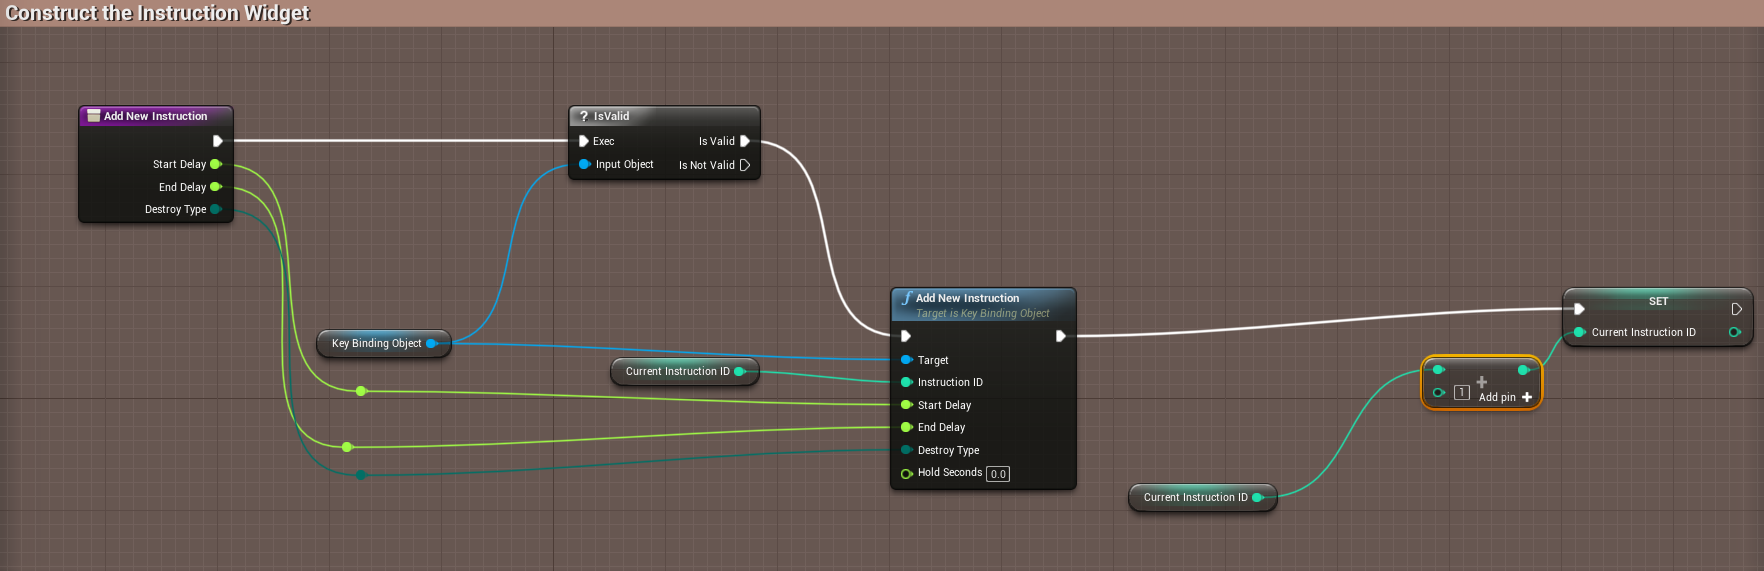 Construct the Instruction Widget
Add New Instruction
Start Delay
End Delay
Destroy Type
? IsValid
Exec
Is Valid
Input Object
Is Not Valid
Key Binding Object
Current Instruction ID
f Add New Instruction
Target is Key Binding Object
Target
Instruction ID
Start Delay
End Delay
Destroy Type
Hold Seconds 0.0
Current Instruction ID
1
Add pin +
SET
Current Instruction ID